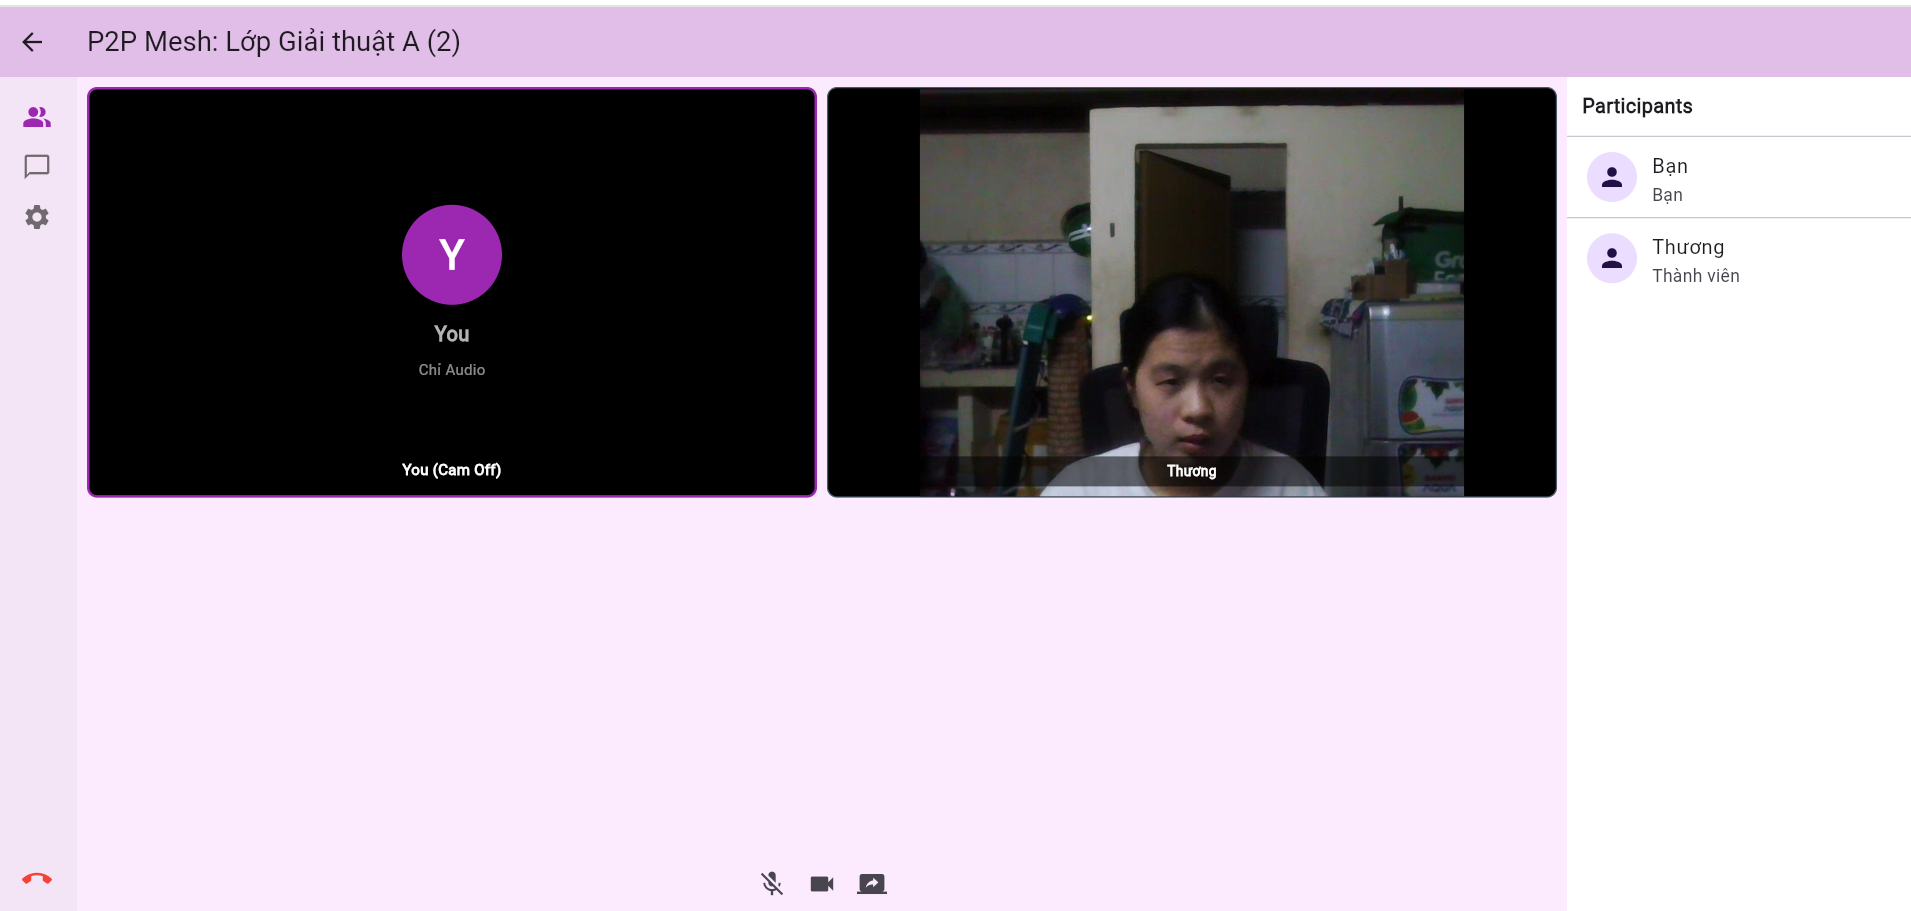 P2P Mesh: Lớp Giải thuật A (2)
Y
You
Chỉ Audio
You (Cam Off)
Thương
Participants
Bạn
Bạn
Thương
Thành viên